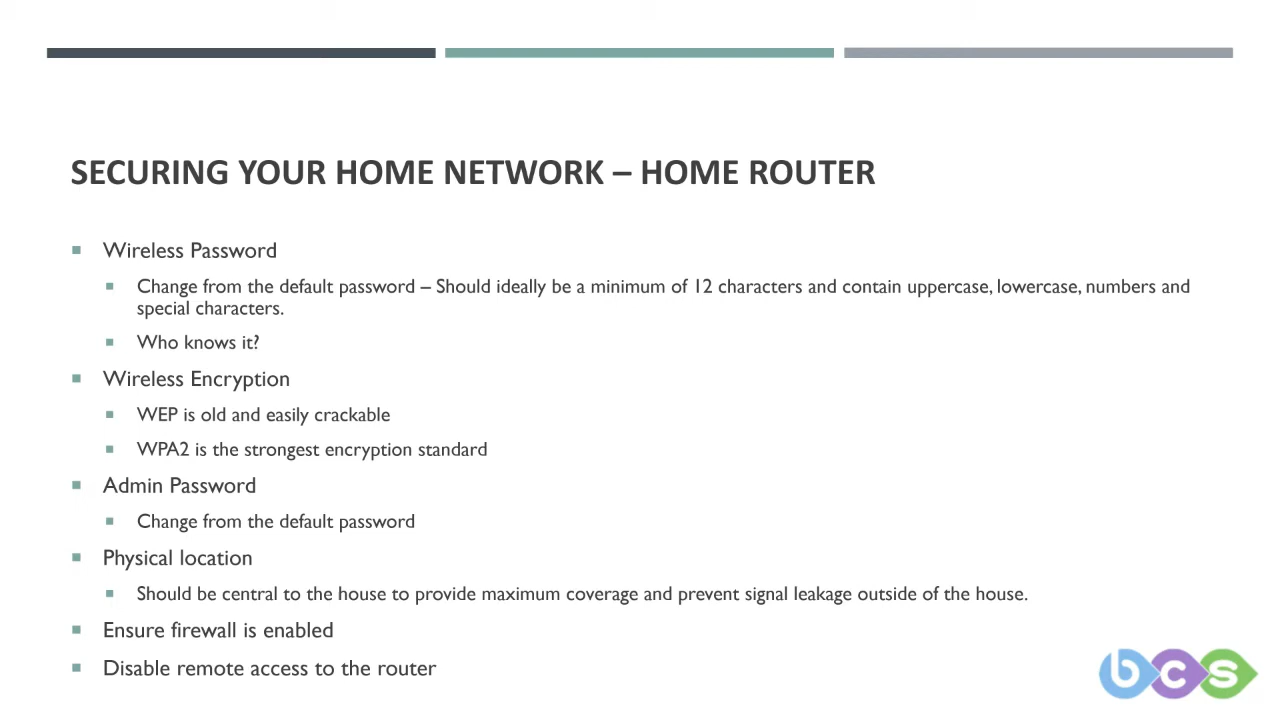 SECURING YOUR HOME NETWORK – HOME ROUTER
Wireless Password
Change from the default password – Should ideally be a minimum of 12 characters and contain uppercase, lowercase, numbers and
special characters.
Who knows it?
Wireless Encryption
WEP is old and easily crackable
WPA2 is the strongest encryption standard
Admin Password
Change from the default password
Physical location
Should be central to the house to provide maximum coverage and prevent signal leakage outside of the house.
Ensure firewall is enabled
Disable remote access to the router
bcs